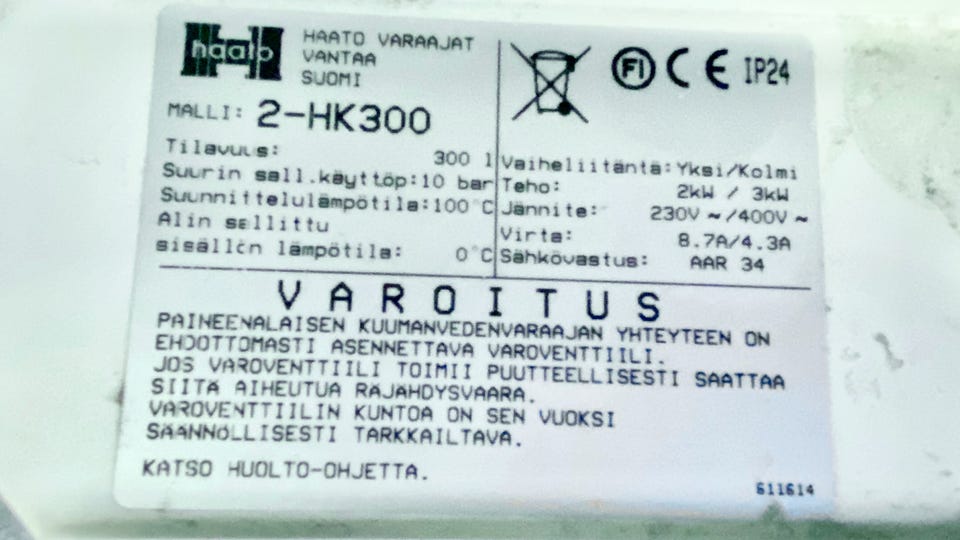 haato
HAATO VARAAJAT
VANTAA
SUOMI
MALLI: 2-HK300
Tilavuus: 300 l
Suurin sall.käyttöp:10 bar
Suunnittelulämpötila:100°C
Alin sallittu
sisällön lämpötila: 0°C
FI CE IP24
Vaiheliitäntä:Yksi/Kolmi
Teho: 2kW / 3kW
Jännite: 230V ~/400V ~
Virta: 8.7A/4.3A
Sähkövastus: AAR 34
VAROITUS
PAINEENALAISEN KUUMANVEDENVARAAJAN YHTEYTEEN ON
EHDOTTOMASTI ASENNETTAVA VAROVENTTIILI.
JOS VAROVENTTIILI TOIMII PUUTTEELLISESTI SAATTAA
SIITÄ AIHEUTUA RÄJÄHDYSVAARA.
VAROVENTTIILIN KUNTOA ON SEN VUOKSI
SÄÄNNÖLLISESTI TARKKAILTAVA.
KATSO HUOLTO-OHJETTA.
611614